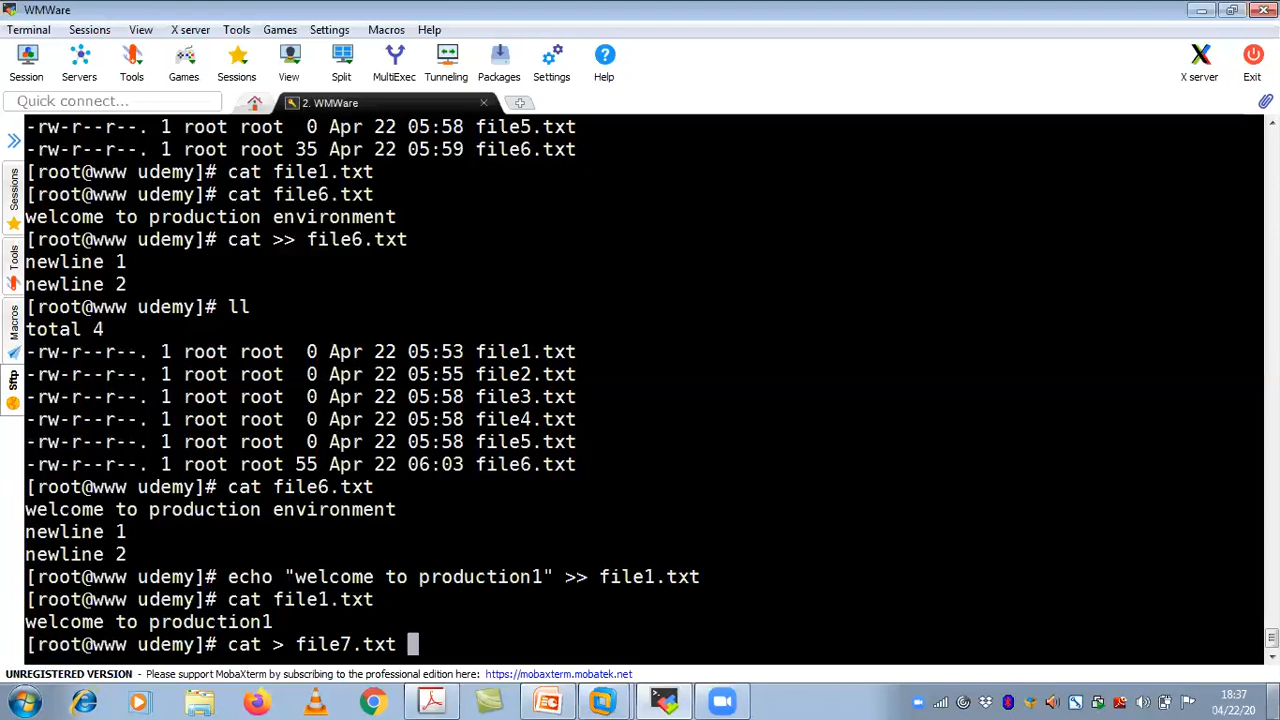 WMWare
Terminal Sessions View X server Tools Games Settings Macros Help
Session Servers Tools Games Sessions View Split MultiExec Tunneling Packages Settings Help X server Exit
Quick connect...
2. WMWare
Sessions
Tools
Macros
Sftp
-rw-r--r--. 1 root root  0 Apr 22 05:58 file5.txt
-rw-r--r--. 1 root root 35 Apr 22 05:59 file6.txt
[root@www udemy]# cat file1.txt
[root@www udemy]# cat file6.txt
welcome to production environment
[root@www udemy]# cat >> file6.txt
newline 1
newline 2
[root@www udemy]# ll
total 4
-rw-r--r--. 1 root root  0 Apr 22 05:53 file1.txt
-rw-r--r--. 1 root root  0 Apr 22 05:55 file2.txt
-rw-r--r--. 1 root root  0 Apr 22 05:58 file3.txt
-rw-r--r--. 1 root root  0 Apr 22 05:58 file4.txt
-rw-r--r--. 1 root root  0 Apr 22 05:58 file5.txt
-rw-r--r--. 1 root root 55 Apr 22 06:03 file6.txt
[root@www udemy]# cat file6.txt
welcome to production environment
newline 1
newline 2
[root@www udemy]# echo "welcome to production1" >> file1.txt
[root@www udemy]# cat file1.txt
welcome to production1
[root@www udemy]# cat > file7.txt
UNREGISTERED VERSION - Please support MobaXterm by subscribing to the professional edition here: https://mobaxterm.mobatek.net
18:37
04/22/20